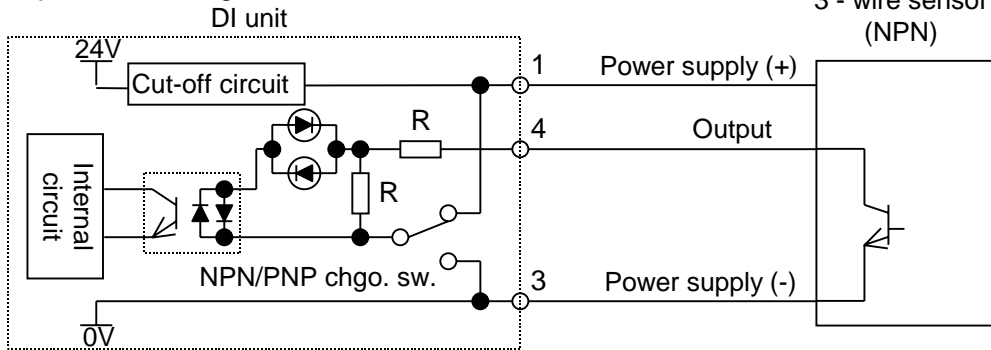 3 - wire sensor
(NPN)
DI unit
24V
Cut-off circuit
1
Power supply (+)
R
4
Output
Internal
circuit
R
NPN/PNP chgo. sw.
3
Power supply (-)
0V